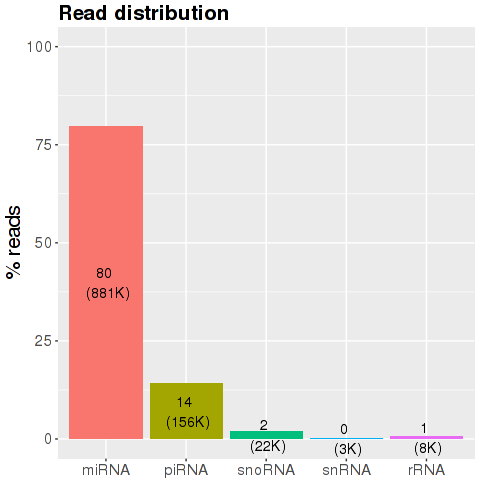 Read distribution
% reads
100
75
50
25
0
80
(881K)
14
(156K)
2
(22K)
0
(3K)
1
(8K)
miRNA
piRNA
snoRNA
snRNA
rRNA